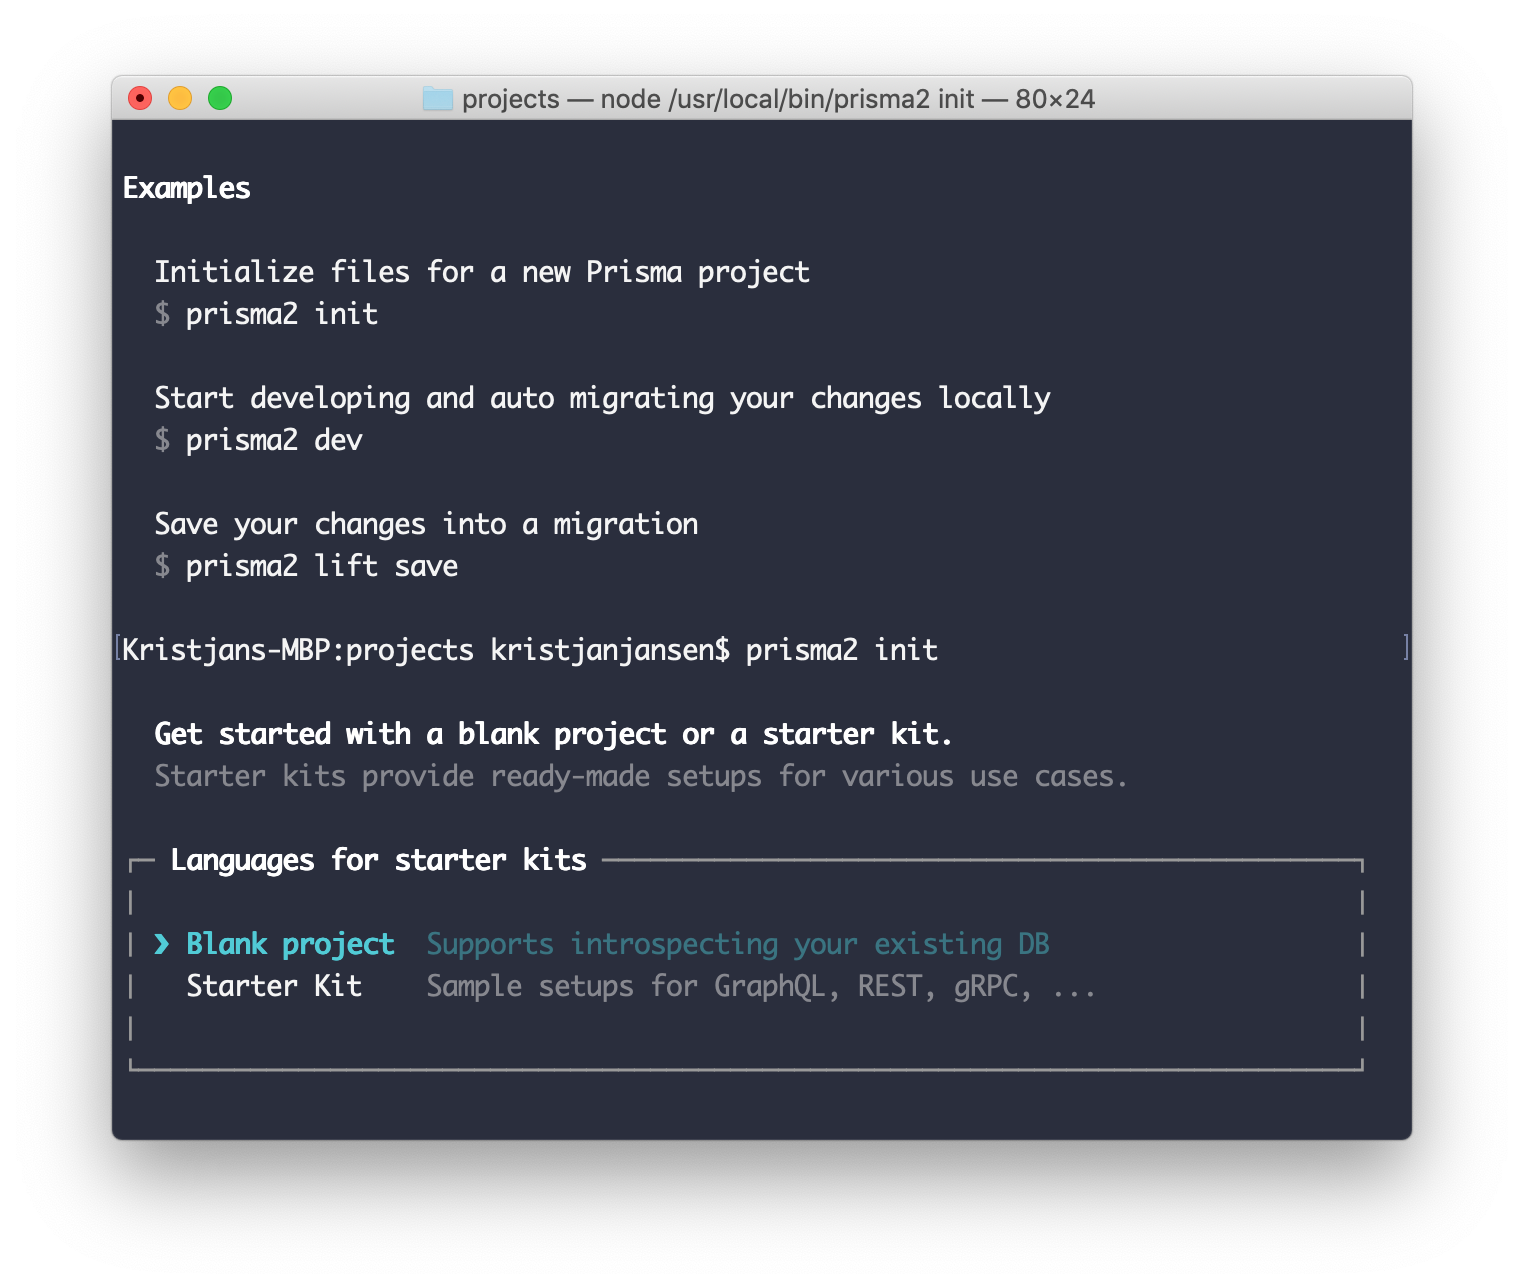 projects — node /usr/local/bin/prisma2 init — 80×24
Examples
Initialize files for a new Prisma project
$ prisma2 init
Start developing and auto migrating your changes locally
$ prisma2 dev
Save your changes into a migration
$ prisma2 lift save
[Kristjans-MBP:projects kristjanjansen$ prisma2 init ]
Get started with a blank project or a starter kit.
Starter kits provide ready-made setups for various use cases.
Languages for starter kits
❯ Blank project Supports introspecting your existing DB
Starter Kit Sample setups for GraphQL, REST, gRPC, ...